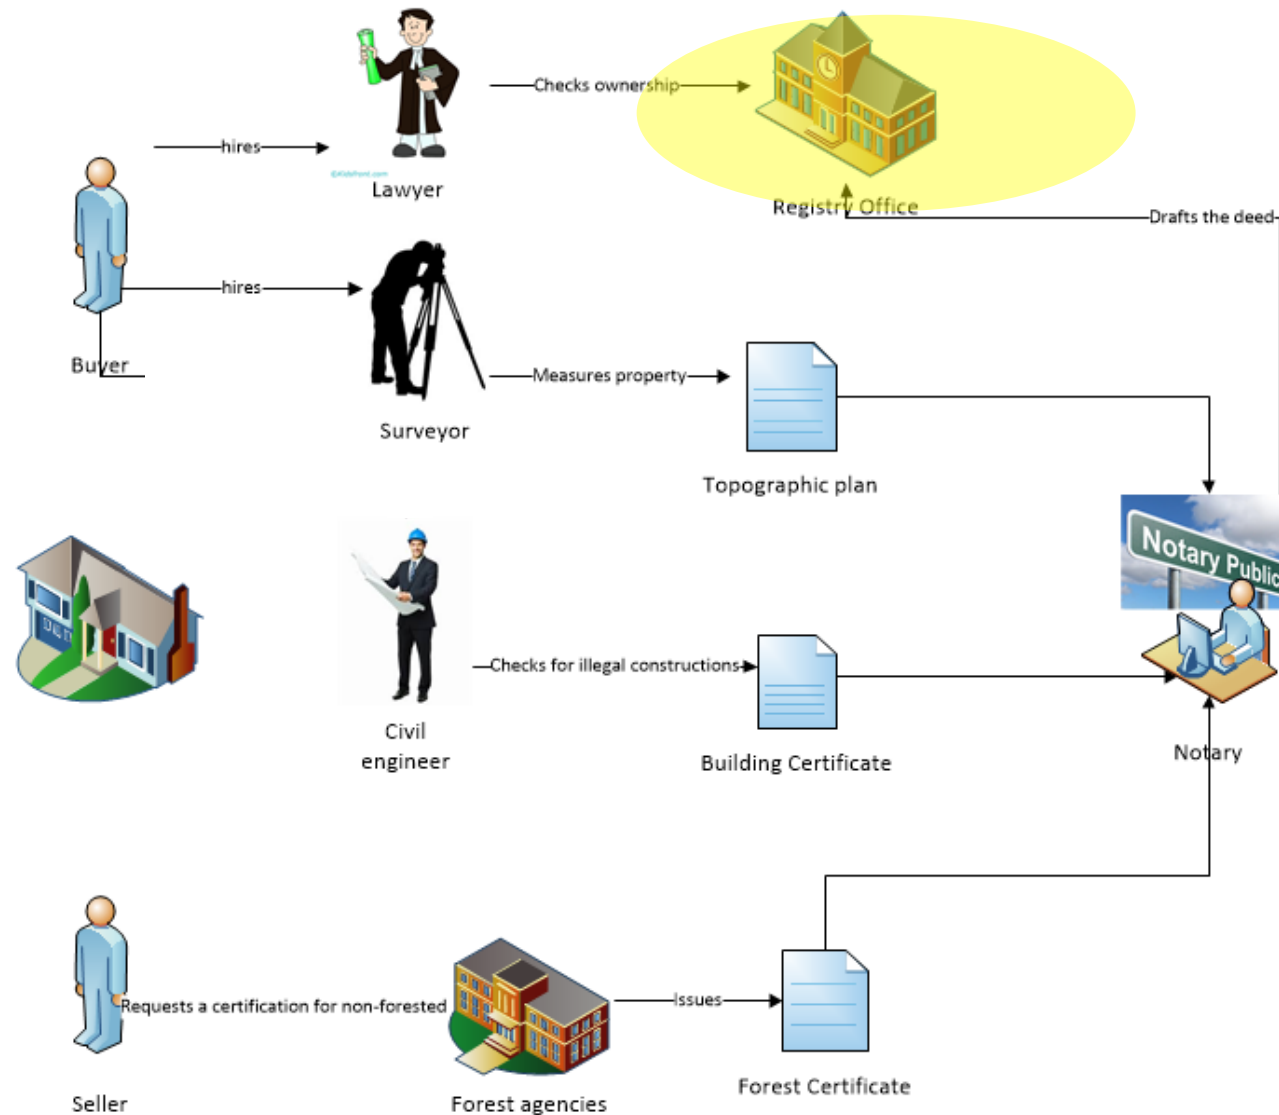 Checks ownership
hires
©Kidsfront.com
Lawyer
Registry Office
Drafts the deed
hires
Buyer
Measures property
Surveyor
Topographic plan
Notary Public
Checks for illegal constructions
Civil
engineer
Building Certificate
Notary
Requests a certification for non-forested
Issues
Forest Certificate
Seller
Forest agencies